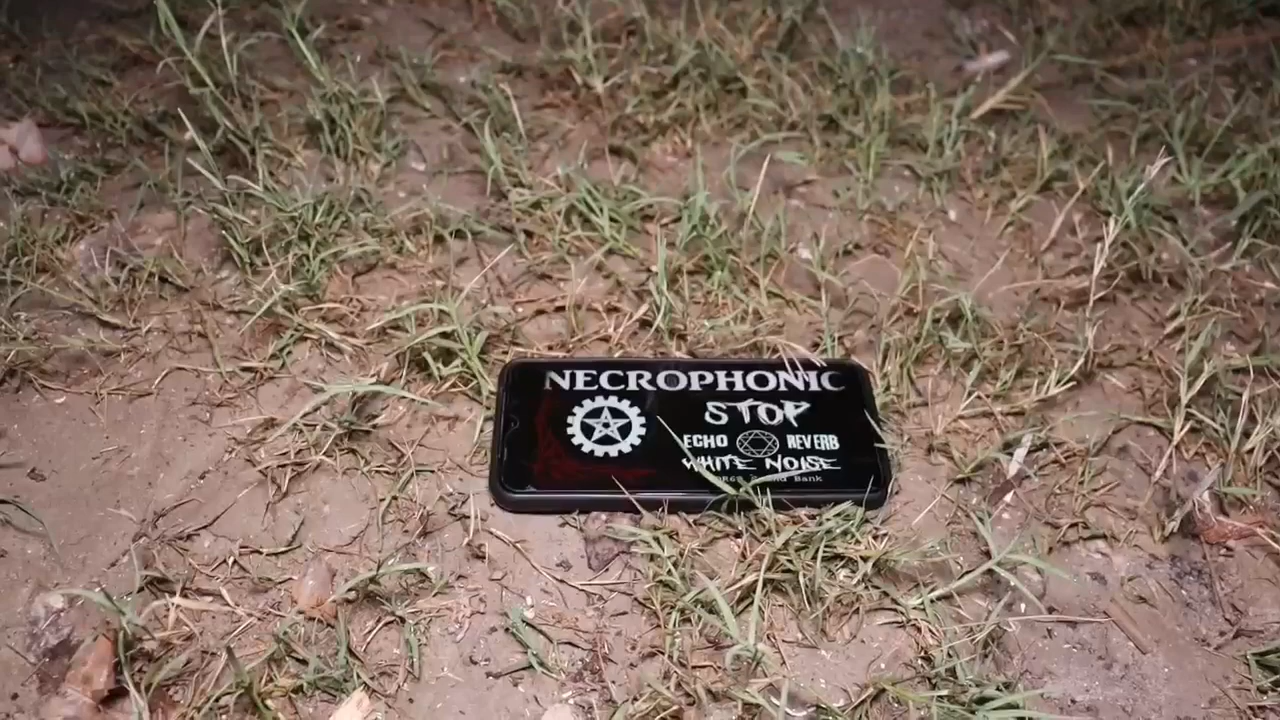 NECROPHONIC
STOP
ECHO REVERB
WHITE NOISE
Bank